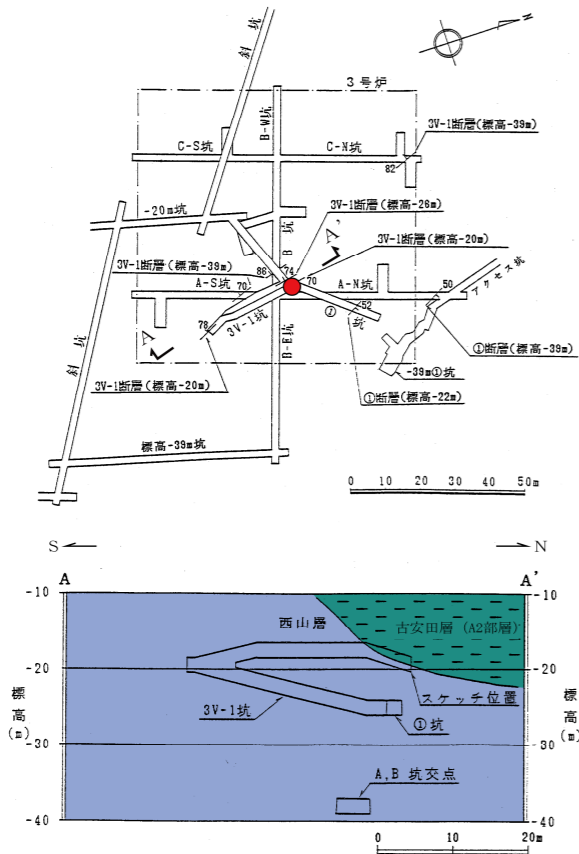 N
斜坑
3号炉
B-W坑
3V-1断層(標高-39m)
C-S坑
C-N坑
82
-20m坑
3V-1断層(標高-26m)
B坑
A'
3V-1断層(標高-20m)
3V-1断層(標高-39m)
86
74
70
A-S坑
70
A-N坑
50
アクセス坑
52
①坑
3V-1坑
78
A
B-E坑
①断層(標高-39m)
-39m①坑
3V-1断層(標高-20m)
①断層(標高-22m)
斜坑
標高-39m坑
0 10 20 30 40 50m
S
N
A
A'
-10
-10
西山層
古安田層(A2部層)
-20
-20
スケッチ位置
標高(m)
標高(m)
3V-1坑
①坑
-30
-30
A,B 坑交点
-40
-40
0 10 20m